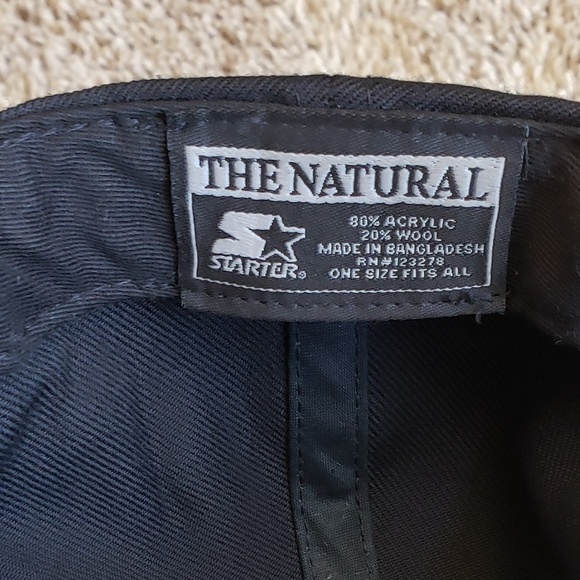 THE NATURAL
STARTER®
80% ACRYLIC
20% WOOL
MADE IN BANGLADESH
RN#123278
ONE SIZE FITS ALL